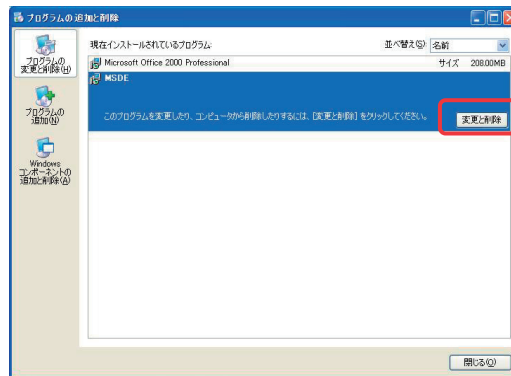 プログラムの追加と削除
プログラムの
変更と削除(H)
プログラムの
追加(N)
Windows
コンポーネントの
追加と削除(A)
現在インストールされているプログラム:
並べ替え(S) 名前
Microsoft Office 2000 Professional サイズ 208.00MB
MSDE
このプログラムを変更したり、コンピュータから削除したりするには、[変更と削除] をクリックしてください。
変更と削除
閉じる(O)